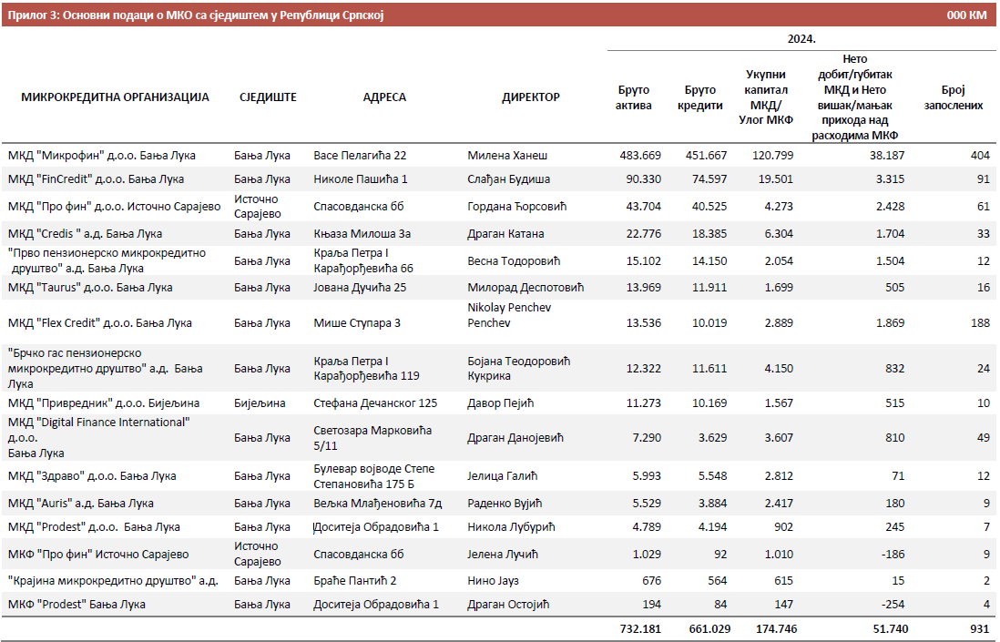 Прилог 3: Основни подаци о МКО са сједиштем у Републици Српској 000 КМ
2024.
МИКРОКРЕДИТНА ОРГАНИЗАЦИЈА СЈЕДИШТЕ АДРЕСА ДИРЕКТОР
Бруто
актива
Бруто
кредити
Укупни
капитал
МКД/
Улог МКФ
Нето
добит/губитак
МКД и Нето
вишак/мањак
прихода над
расходима МКФ
Број
запослених
МКД "Микрофин" д.о.о. Бања Лука Бања Лука Васе Пелагића 22 Милена Ханеш 483.669 451.667 120.799 38.187 404
МКД "FinCredit" д.о.о. Бања Лука Бања Лука Николе Пашића 1 Слађан Будиша 90.330 74.597 19.501 3.315 91
МКД "Про фин" д.о.о. Источно Сарајево
Источно
Сарајево
Спасовданска бб Гордана Ћорсовић 43.704 40.525 4.273 2.428 61
МКД "Credis " а.д. Бања Лука Бања Лука Књаза Милоша 3а Драган Катана 22.776 18.385 6.304 1.704 33
"Прво пензионерско микрокредитно
друштво" а.д. Бања Лука
Бања Лука
Краља Петра I
Карађорђевића 66
Весна Тодоровић 15.102 14.150 2.054 1.504 12
МКД "Taurus" д.о.о. Бања Лука Бања Лука Јована Дучића 25 Милорад Деспотовић 13.969 11.911 1.699 505 16
МКД "Flex Credit" д.о.о. Бања Лука Бања Лука Мише Ступара 3
Nikolay Penchev
Penchev
13.536 10.019 2.889 1.869 188
"Брчко гас пензионерско
микрокредитно друштво" а.д. Бања
Лука
Бања Лука
Краља Петра I
Карађорђевића 119
Бојана Теодоровић
Кукрика
12.322 11.611 4.150 832 24
МКД "Привредник" д.о.о. Бијељина Бијељина Стефана Дечанског 125 Давор Пејић 11.273 10.169 1.567 515 10
МКД "Digital Finance International"
д.о.о.
Бања Лука
Бања Лука
Светозара Марковића
5/11
Драган Данојевић 7.290 3.629 3.607 810 49
МКД "Здраво" д.о.о. Бања Лука Бања Лука
Булевар војводе Степе
Степановића 175 Б
Јелица Галић 5.993 5.548 2.812 71 12
МКД "Auris" а.д. Бања Лука Бања Лука Вељка Млађеновића 7д Раденко Вујић 5.529 3.884 2.417 180 9
МКД "Prodest" д.о.о. Бања Лука Бања Лука Доситеја Обрадовића 1 Никола Лубурић 4.789 4.194 902 245 7
МКФ "Про фин" Источно Сарајево
Источно
Сарајево
Спасовданска бб Јелена Лучић 1.029 92 1.010 -186 9
"Крајина микрокредитно друштво" а.д. Бања Лука Браће Пантић 2 Нино Јауз 676 564 615 15 2
МКФ "Prodest" Бања Лука Бања Лука Доситеја Обрадовића 1 Драган Остојић 194 84 147 -254 4
732.181 661.029 174.746 51.740 931